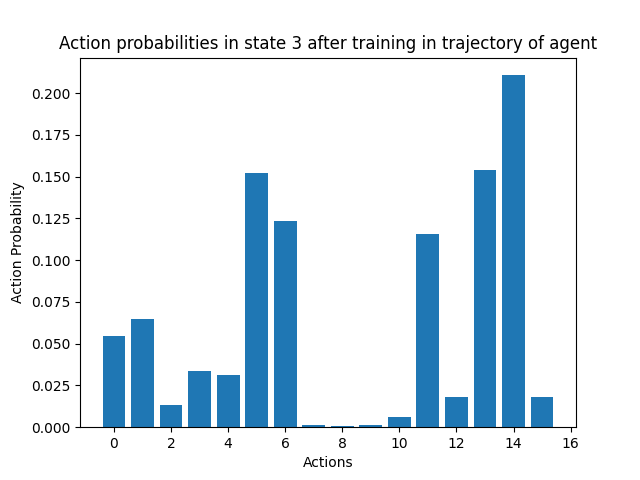 Action probabilities in state 3 after training in trajectory of agent
0.200
0.175
0.150
0.125
0.100
0.075
0.050
0.025
0.000
Action Probability
0 2 4 6 8 10 12 14 16
Actions